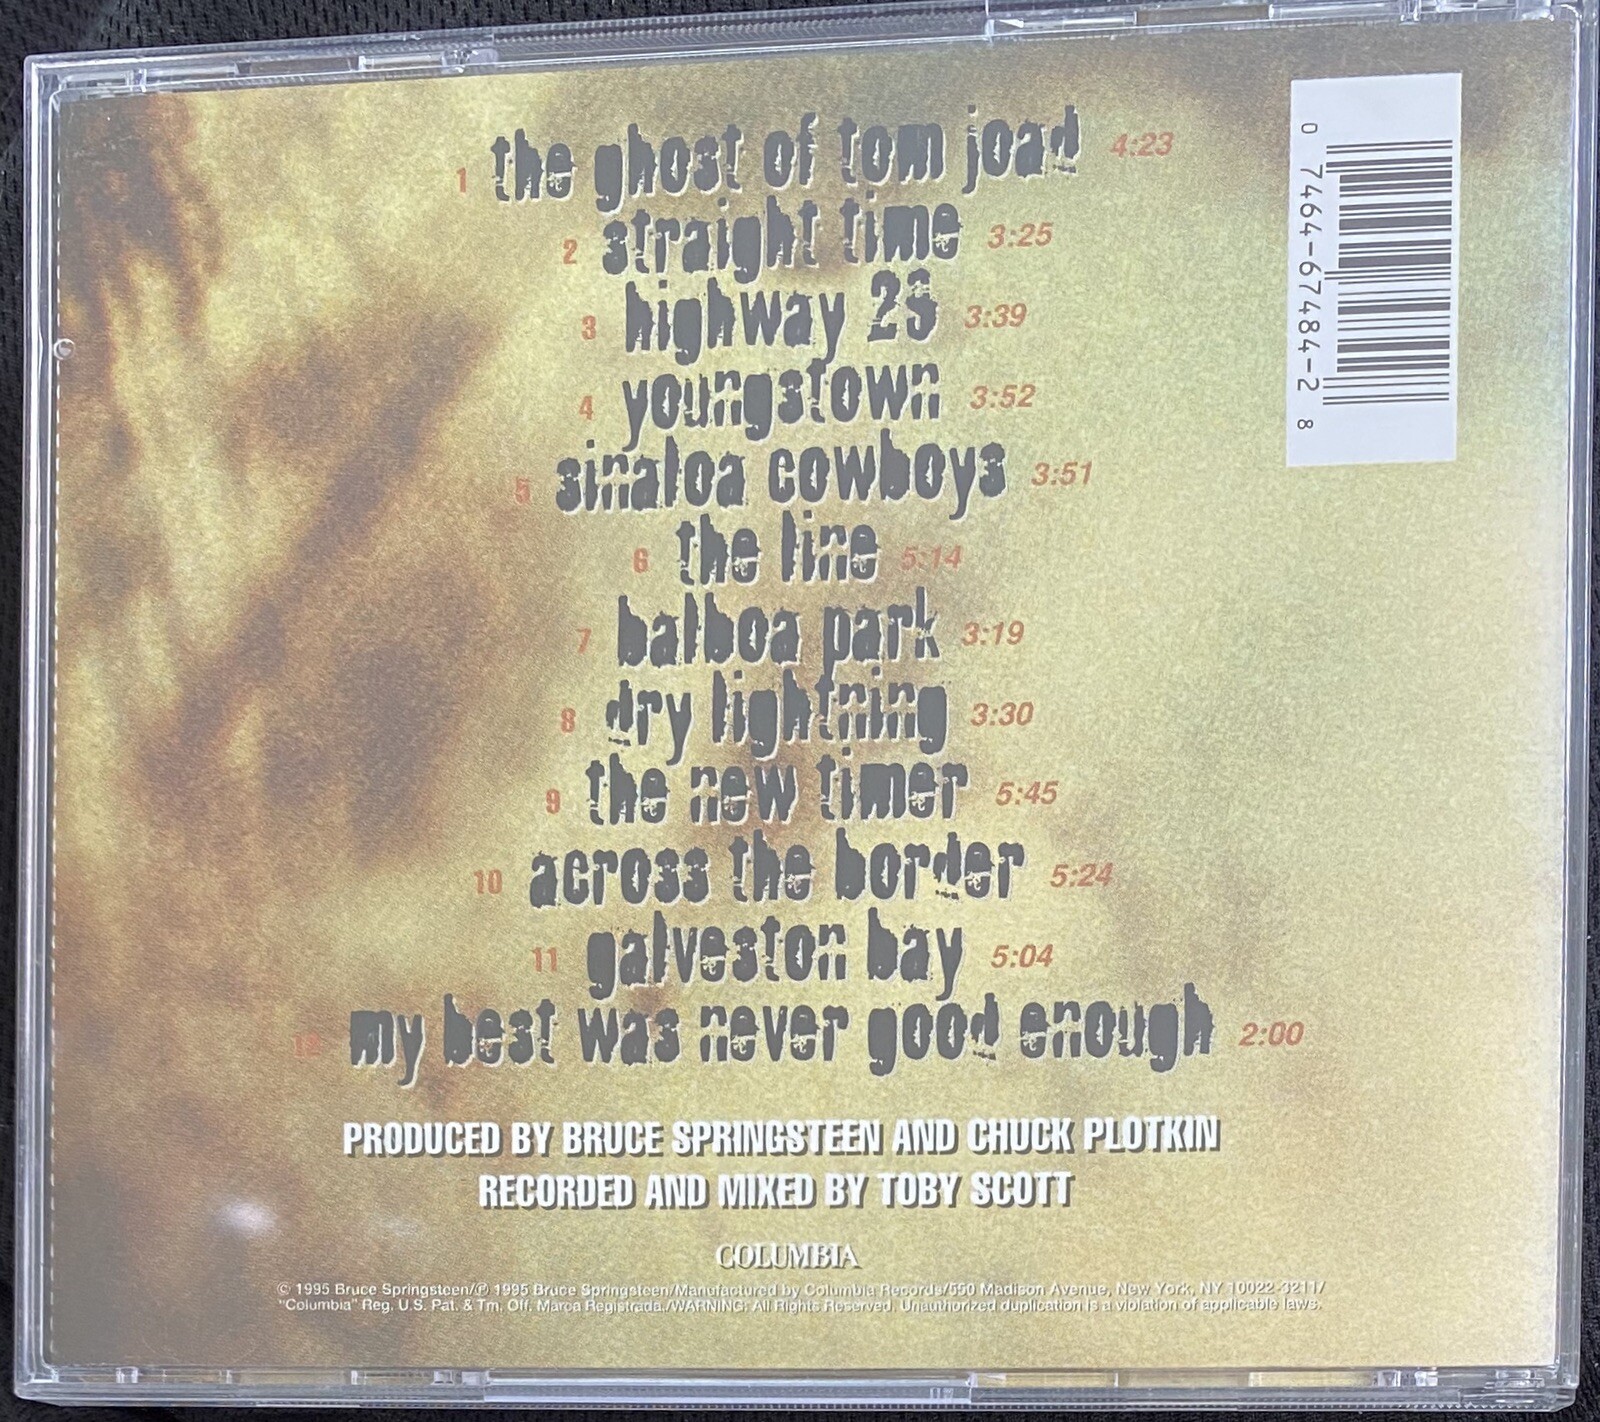 1 the ghost of tom joad 4:23
2 straight time 3:25
3 highway 29 3:39
4 youngstown 3:52
5 sinaloa cowboys 3:51
6 the line 5:14
7 balboa park 3:19
8 dry lightning 3:30
9 the new timer 5:45
10 across the border 5:24
11 galveston bay 5:04
12 my best was never good enough 2:00
PRODUCED BY BRUCE SPRINGSTEEN AND CHUCK PLOTKIN
RECORDED AND MIXED BY TOBY SCOTT
COLUMBIA
© 1995 Bruce Springsteen/℗ 1995 Bruce Springsteen/Manufactured by Columbia Records/550 Madison Avenue, New York, NY 10022-3211/
"Columbia" Reg. U.S. Pat. & Tm. Off. Marca Registrada./WARNING: All Rights Reserved. Unauthorized duplication is a violation of applicable laws.
0 7464-67484-2 8